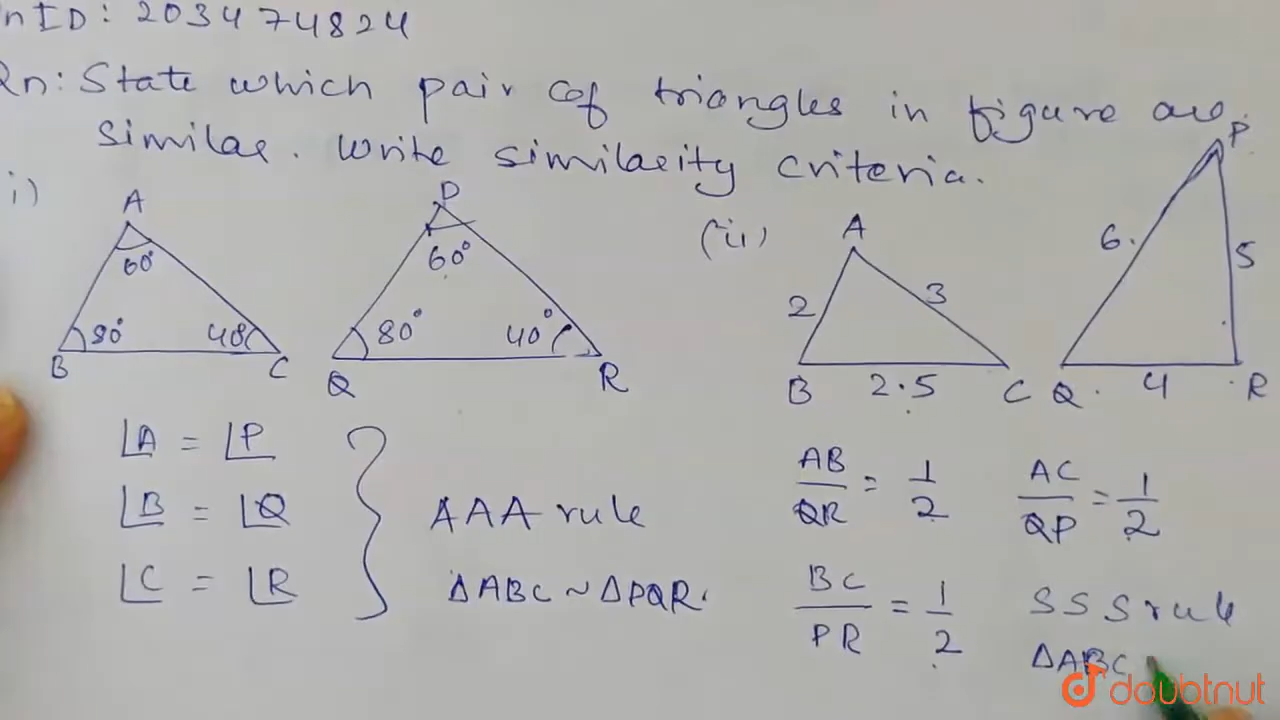 nID: 203474824
Qn: State which pair of triangles in figure are
similar. Write similarity criteria.
i)
A
60°
80°
48
B
C
P
60°
80°
40°
Q
R
(ii)
A
2
3
B
2.5
C
P
6.
5
Q.
4
R
∠A = ∠P
∠B = ∠Q
∠C = ∠R
AAA rule
ΔABC ~ ΔPQR.
AB/QR = 1/2
AC/QP = 1/2
BC/PR = 1/2
SSS rule
ΔABC
doubtnut